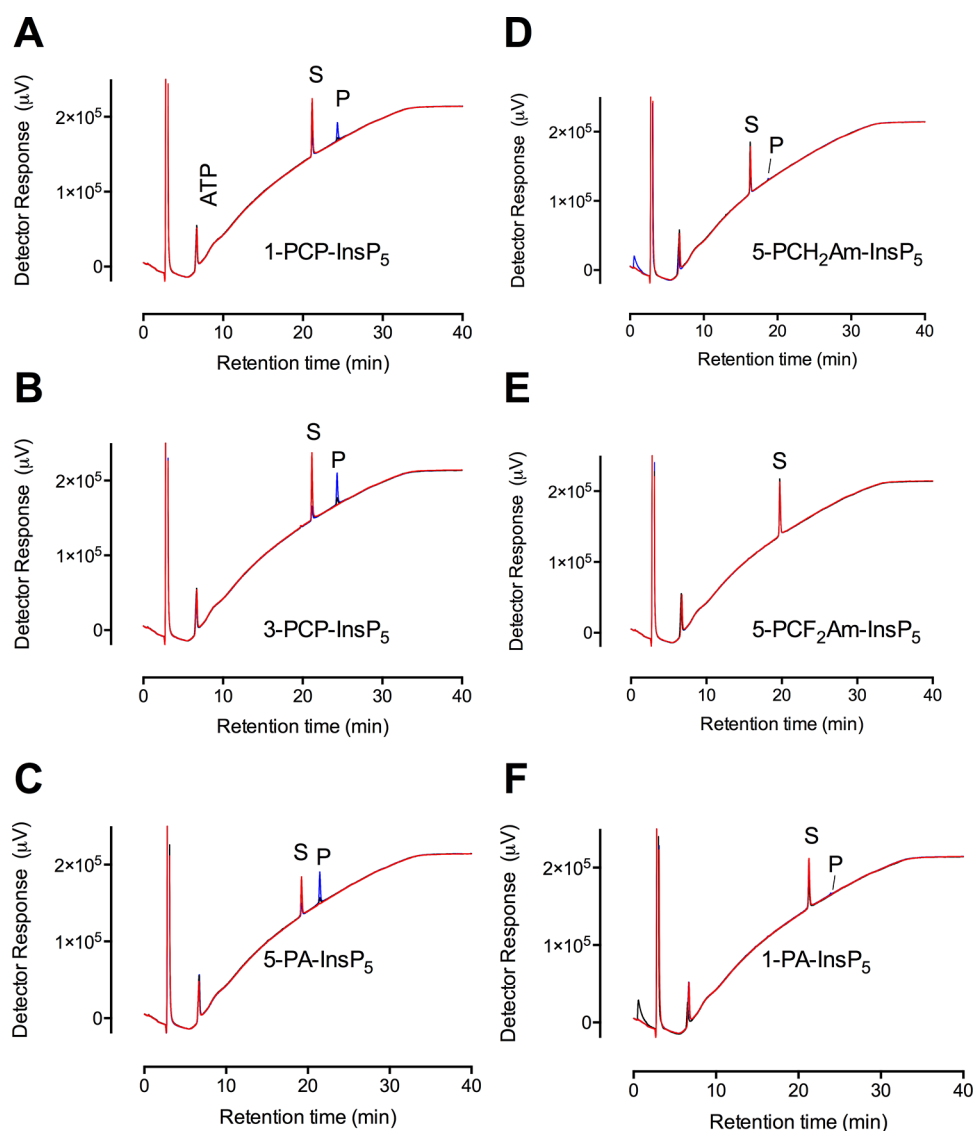 A
Detector Response (µV)
2×10⁵
1×10⁵
0
ATP
S
P
1-PCP-InsP₅
0 10 20 30 40
Retention time (min)
D
Detector Response (µV)
2×10⁵
1×10⁵
0
S
P
5-PCH₂Am-InsP₅
0 10 20 30 40
Retention time (min)
B
Detector Response (µV)
2×10⁵
1×10⁵
0
S
P
3-PCP-InsP₅
0 10 20 30 40
Retention time (min)
E
Detector Response (µV)
2×10⁵
1×10⁵
0
S
5-PCF₂Am-InsP₅
0 10 20 30 40
Retention time (min)
C
Detector Response (µV)
2×10⁵
1×10⁵
0
S
P
5-PA-InsP₅
0 10 20 30 40
Retention time (min)
F
Detector Response (µV)
2×10⁵
1×10⁵
0
S
P
1-PA-InsP₅
0 10 20 30 40
Retention time (min)